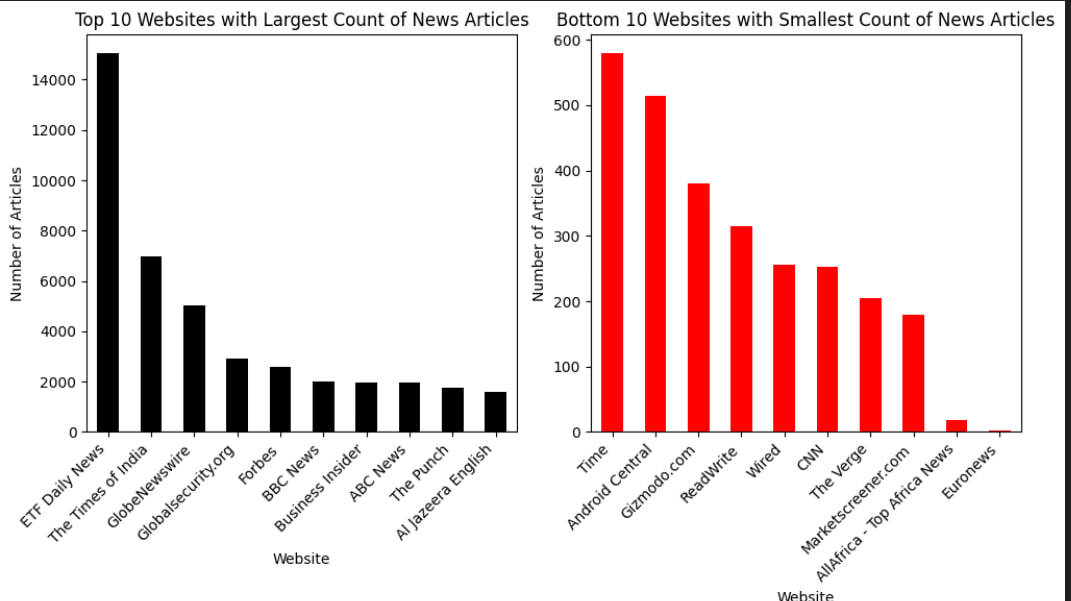 Top 10 Websites with Largest Count of News Articles
Number of Articles
14000
12000
10000
8000
6000
4000
2000
0
ETF Daily News
The Times of India
GlobeNewswire
Globalsecurity.org
Forbes
BBC News
Business Insider
ABC News
The Punch
Al Jazeera English
Website
Bottom 10 Websites with Smallest Count of News Articles
Number of Articles
600
500
400
300
200
100
0
Time
Android Central
Gizmodo.com
ReadWrite
Wired
CNN
The Verge
Marketscreener.com
AllAfrica - Top Africa News
Euronews
Website